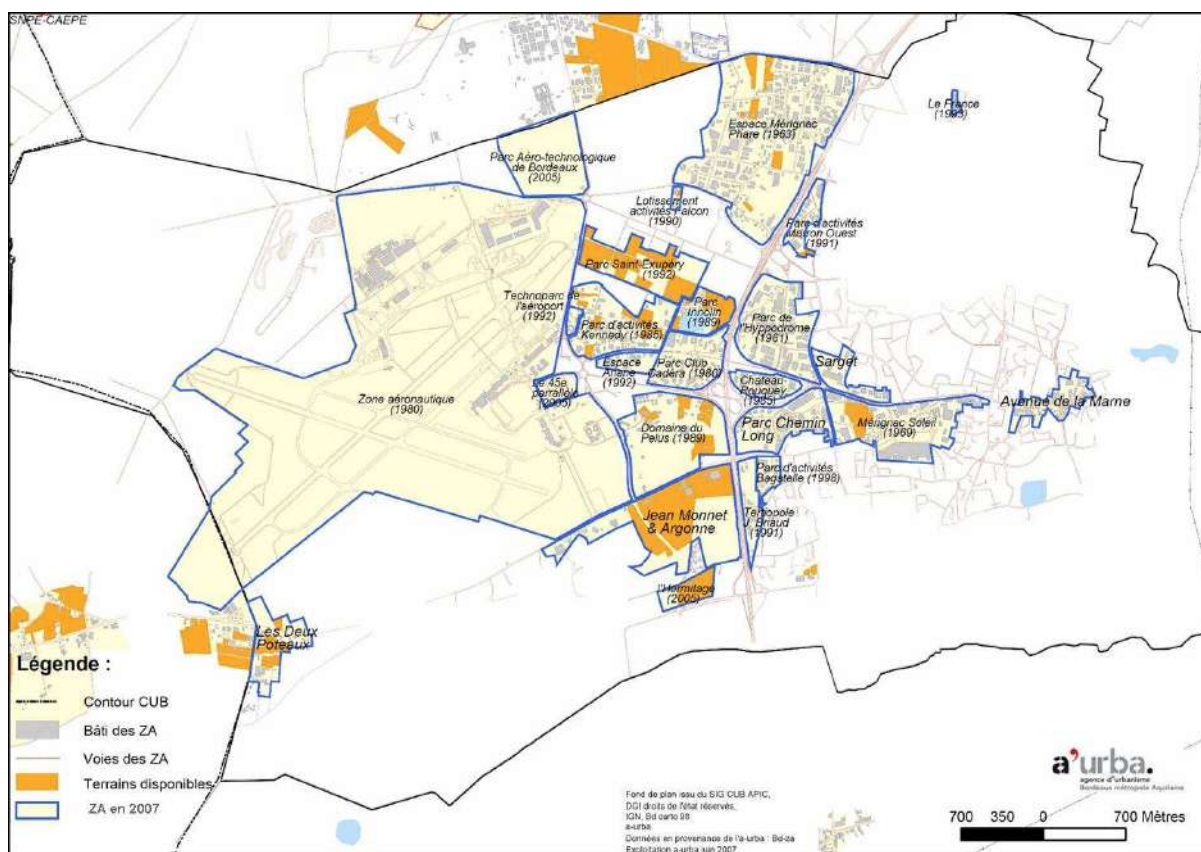 SNPE-CAEPE
Le France
(1993)
Espace Mérignac
Phare (1963)
Parc Aéro-technologique
de Bordeaux
(2005)
Lotissement
activités Falcon
(1990)
Parc d'activités
Mairon Ouest
(1991)
Parc Saint-Exupéry
(1992)
Technoparc de
l'aéroport
(1992)
Parc
Innolin
(1989)
Parc d'activités
Kennedy (1985)
Parc de
l'Hyppodrome
(1961)
Espace
Ariane
(1992)
Parc Club
Cadéra (1980)
Sarget
Le 45e
parrallèle
(2005)
Château
Rouquey
(1985)
Zone aéronautique
(1980)
Avenue de la Marne
Domaine du
Pelus (1989)
Parc Chemin
Long
Mérignac Soleil
(1969)
Parc d'activités
Bagatelle (1998)
Jean Monnet
& Argonne
J. Briaud
(1991)
l'Hermitage
(2005)
Les Deux
Poteaux
Légende :
Contour CUB
Bâti des ZA
Voies des ZA
Terrains disponibles
ZA en 2007
Fond de plan issu du SIG CUB APIC,
DGI droits de l'état réservés,
IGN, Bd carto 98
a-urba
Données en provenance de l'a-urba : Bd-za
Exploitation a-urba juin 2007
a'urba.
agence d'urbanisme
Bordeaux métropole Aquitaine
700 350 0 700 Mètres